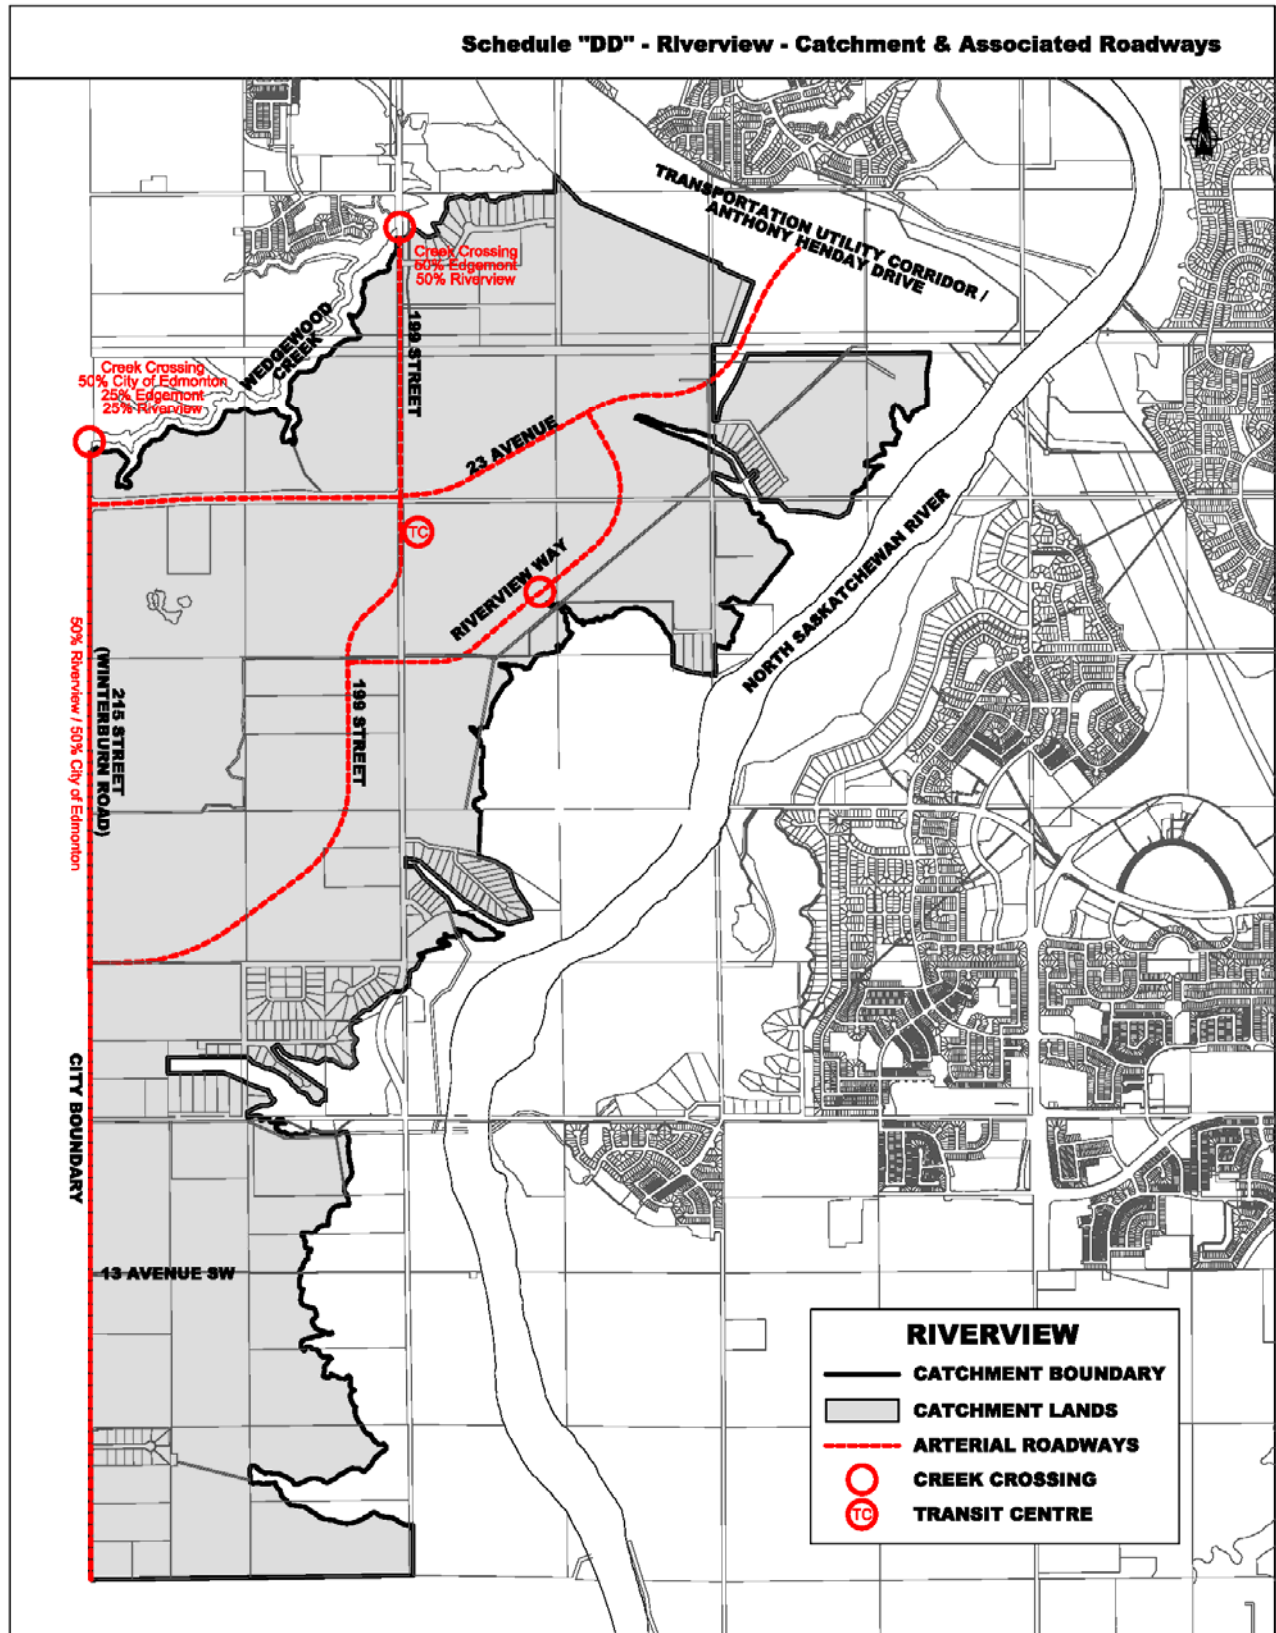 Schedule "DD" - Riverview - Catchment & Associated Roadways
N
TRANSPORTATION UTILITY CORRIDOR /
ANTHONY HENDAY DRIVE
Creek Crossing
50% Edgemont
50% Riverview
WEDGEWOOD
CREEK
199 STREET
Creek Crossing
50% City of Edmonton
25% Edgemont
25% Riverview
23 AVENUE
TC
RIVERVIEW WAY
NORTH SASKATCHEWAN RIVER
199 STREET
215 STREET
(WINTERBURN ROAD)
50% Riverview / 50% City of Edmonton
CITY BOUNDARY
13 AVENUE SW
RIVERVIEW
CATCHMENT BOUNDARY
CATCHMENT LANDS
ARTERIAL ROADWAYS
CREEK CROSSING
TC
TRANSIT CENTRE